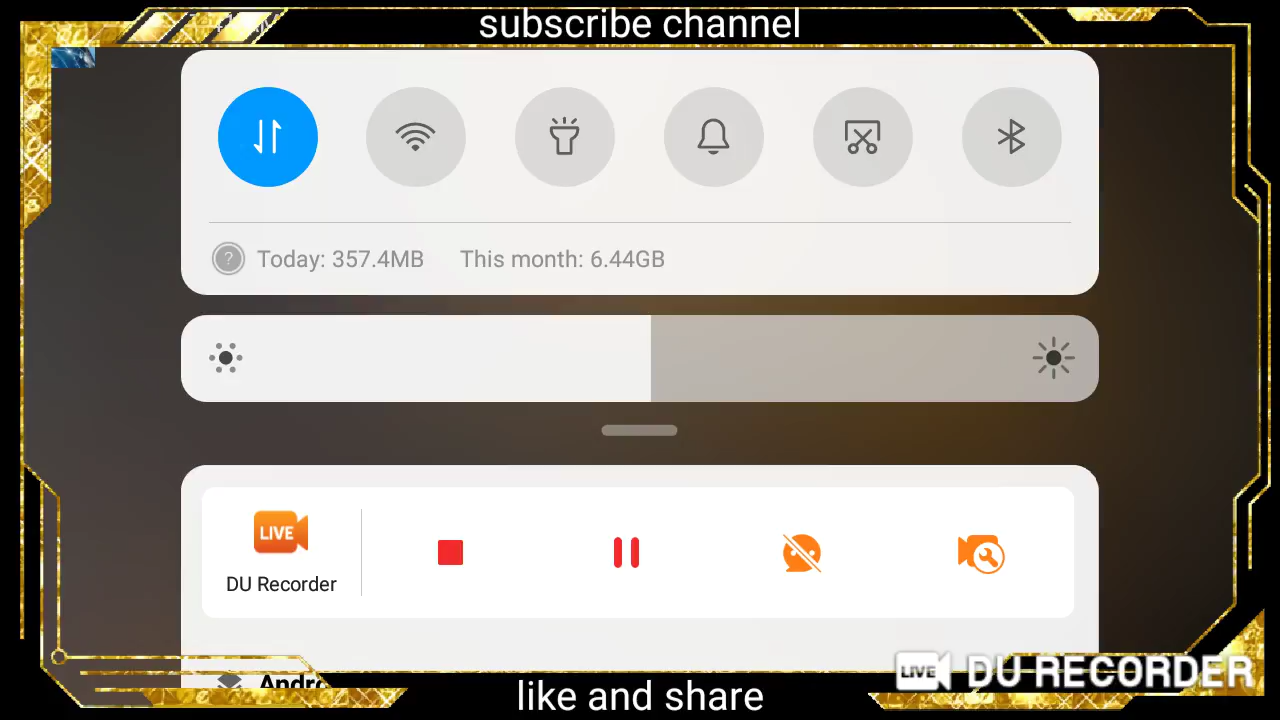 subscribe channel
Today: 357.4MB This month: 6.44GB
LIVE
DU Recorder
LIVE DU RECORDER
like and share